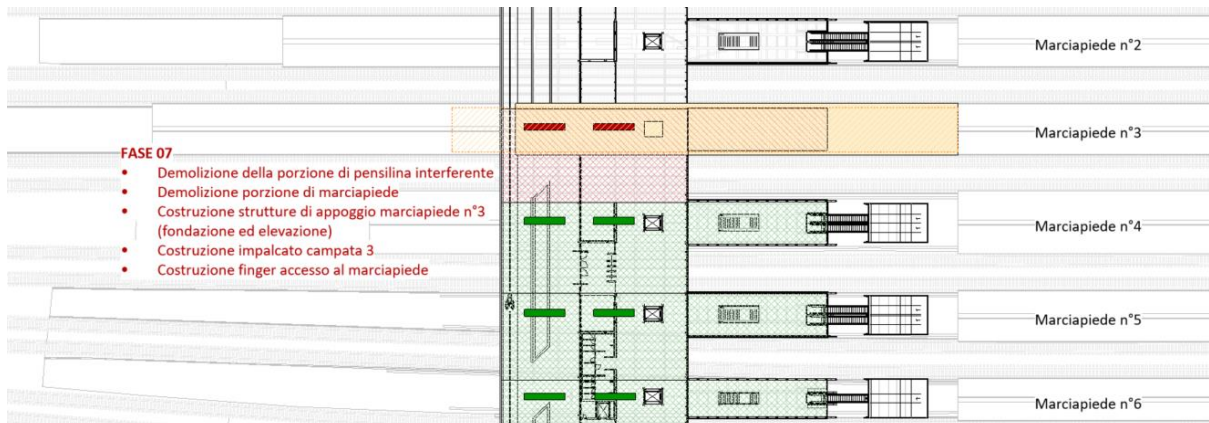 Marciapiede n°2
Marciapiede n°3
FASE 07
• Demolizione della porzione di pensilina interferente
• Demolizione porzione di marciapiede
• Costruzione strutture di appoggio marciapiede n°3
(fondazione ed elevazione)
• Costruzione impalcato campata 3
• Costruzione finger accesso al marciapiede
Marciapiede n°4
Marciapiede n°5
Marciapiede n°6